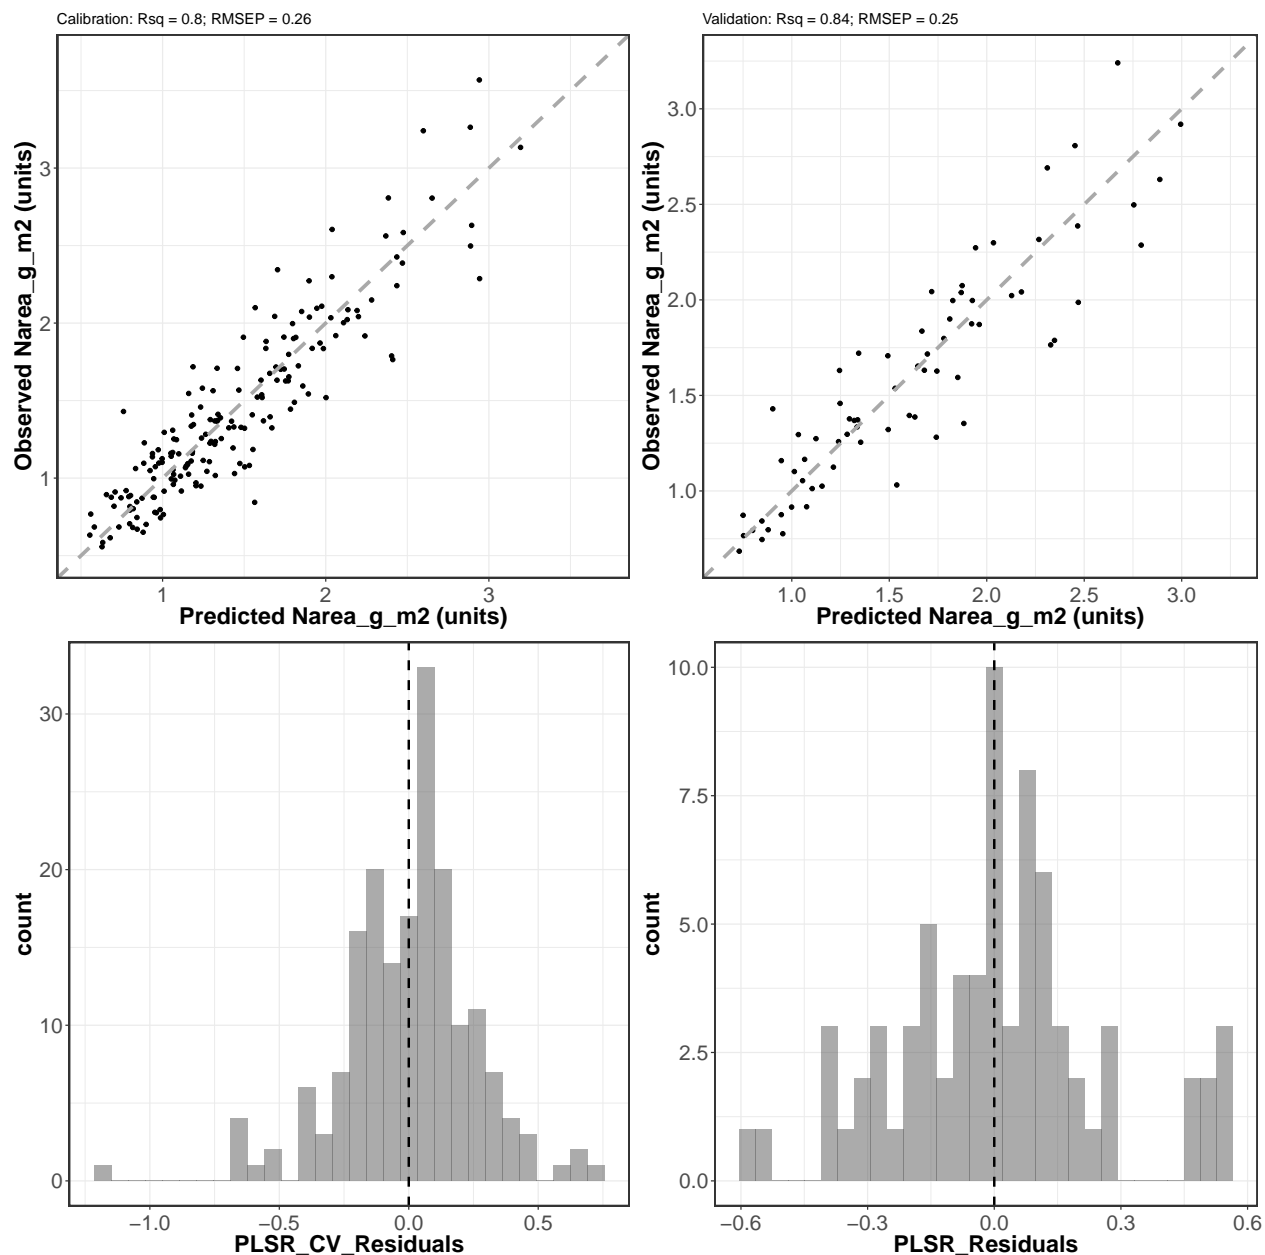 Calibration: Rsq = 0.8; RMSEP = 0.26
Observed Narea_g_m2 (units)
3
2
1
1 2 3
Predicted Narea_g_m2 (units)
Validation: Rsq = 0.84; RMSEP = 0.25
Observed Narea_g_m2 (units)
3.0
2.5
2.0
1.5
1.0
1.0 1.5 2.0 2.5 3.0
Predicted Narea_g_m2 (units)
count
30
20
10
0
−1.0 −0.5 0.0 0.5
PLSR_CV_Residuals
count
10.0
7.5
5.0
2.5
0.0
−0.6 −0.3 0.0 0.3 0.6
PLSR_Residuals